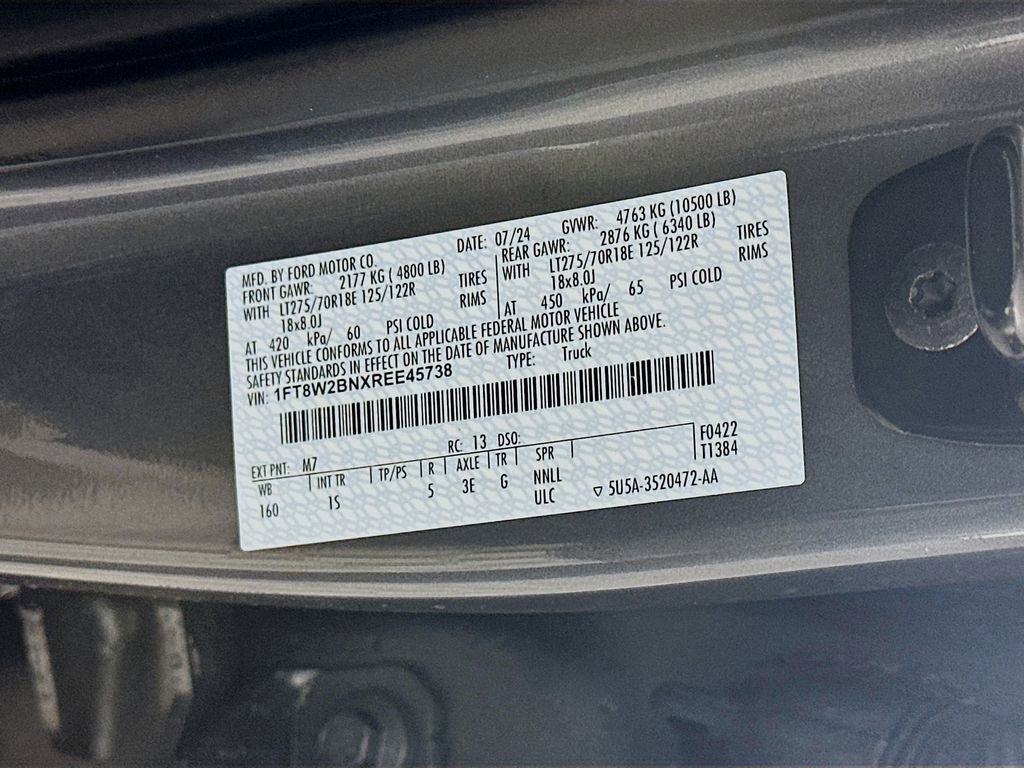 MFD. BY FORD MOTOR CO.
DATE: 07/24 GVWR: 4763 KG (10500 LB)
FRONT GAWR: 2177 KG ( 4800 LB)
REAR GAWR: 2876 KG ( 6340 LB)
WITH LT275/70R18E 125/122R TIRES
WITH LT275/70R18E 125/122R TIRES
18x8.0J RIMS
18x8.0J RIMS
AT 420 kPa/ 60 PSI COLD
AT 450 kPa/ 65 PSI COLD
THIS VEHICLE CONFORMS TO ALL APPLICABLE FEDERAL MOTOR VEHICLE
SAFETY STANDARDS IN EFFECT ON THE DATE OF MANUFACTURE SHOWN ABOVE.
VIN: 1FT8W2BNXREE45738 TYPE: Truck
EXT PNT: M7 RC: 13 DSO: F0422
WB INT TR TP/PS R AXLE TR SPR T1384
160 1S 5 3E G NNLL
ULC 5U5A-3520472-AA